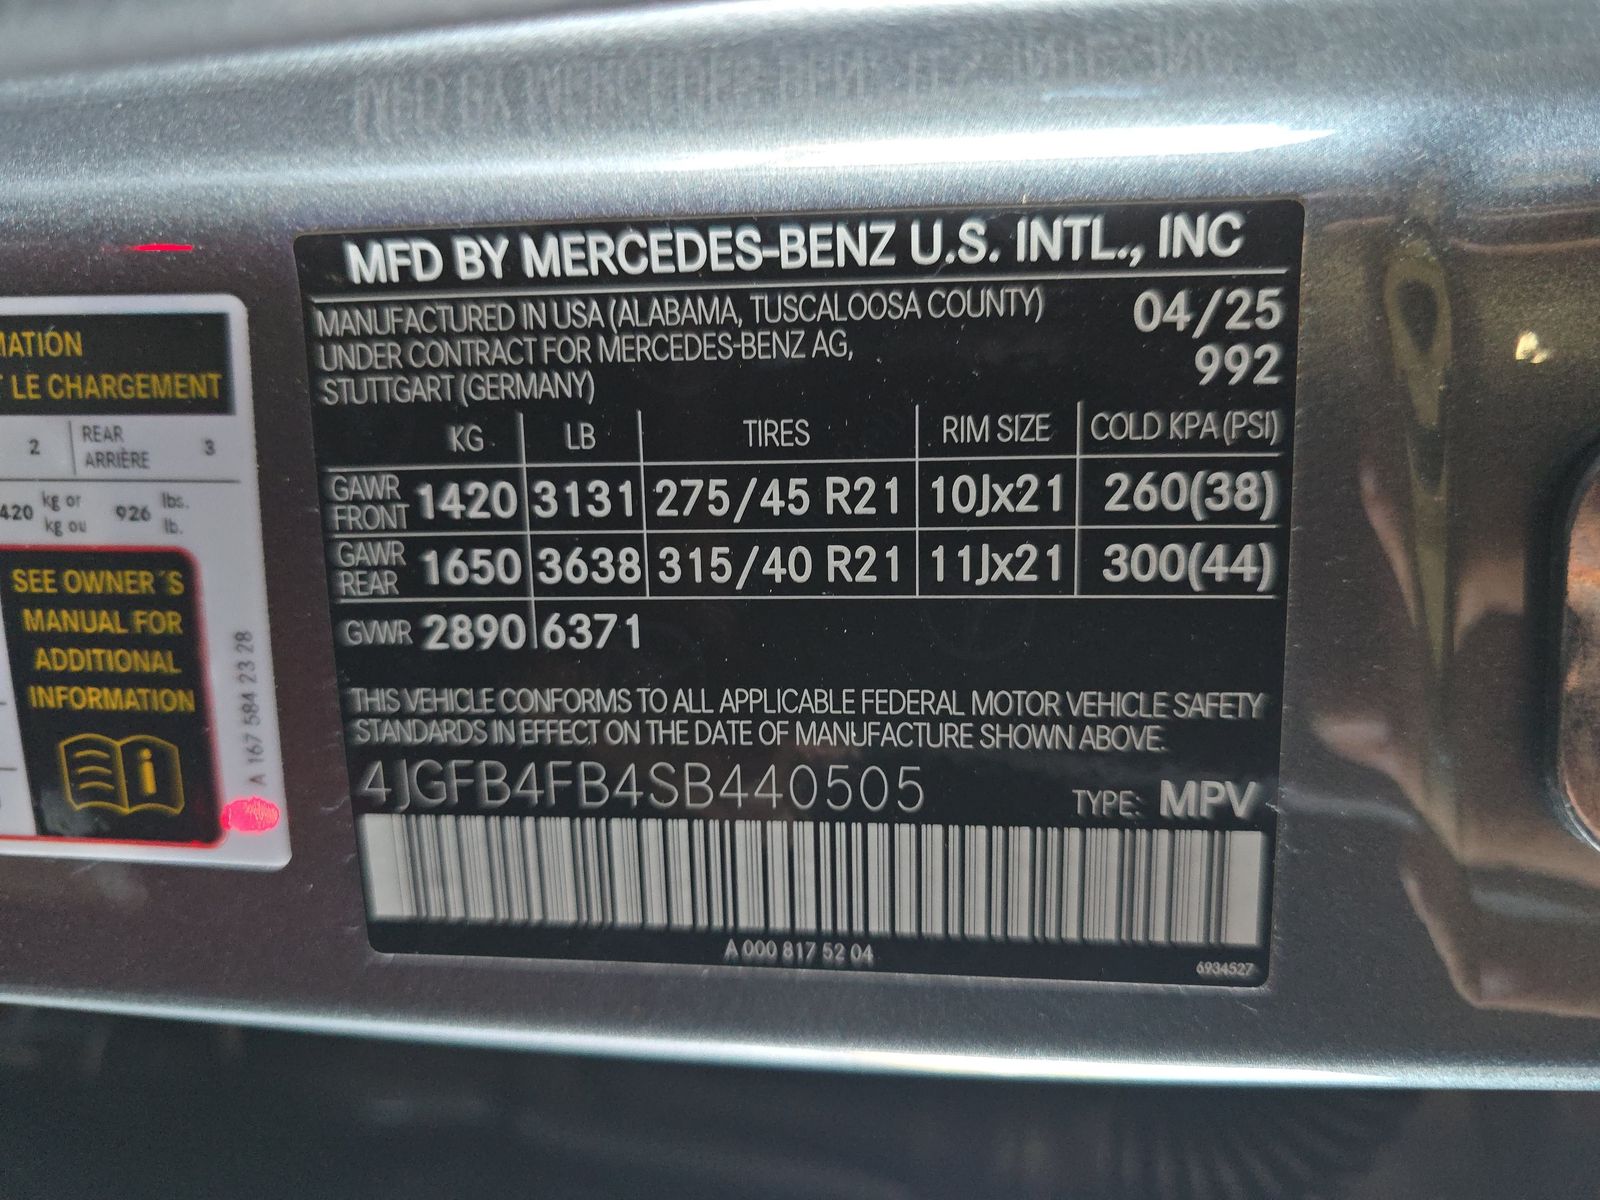 MFD BY MERCEDES-BENZ U.S. INTL., INC
MANUFACTURED IN USA (ALABAMA, TUSCALOOSA COUNTY) 04/25
UNDER CONTRACT FOR MERCEDES-BENZ AG, 992
STUTTGART (GERMANY)
KG LB TIRES RIM SIZE COLD KPA (PSI)
GAWR FRONT 1420 3131 275/45 R21 10Jx21 260(38)
GAWR REAR 1650 3638 315/40 R21 11Jx21 300(44)
GVWR 2890 6371
THIS VEHICLE CONFORMS TO ALL APPLICABLE FEDERAL MOTOR VEHICLE SAFETY
STANDARDS IN EFFECT ON THE DATE OF MANUFACTURE SHOWN ABOVE.
4JGFB4FB4SB440505 TYPE: MPV
A 000 817 52 04
6934527
LE CHARGEMENT
2 REAR 3
ARRIÈRE
420 kg or 926 lbs.
kg ou lb.
SEE OWNER´S
MANUAL FOR
ADDITIONAL
INFORMATION
A 167 584 23 28